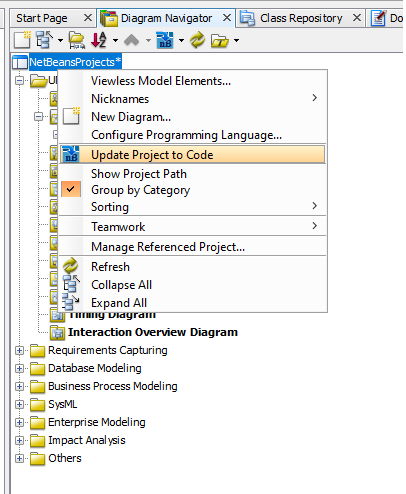 Start Page Diagram Navigator Class Repository Do
NetBeansProjects*
U
Viewless Model Elements...
Nicknames
New Diagram...
Configure Programming Language...
Update Project to Code
Show Project Path
Group by Category
Sorting
Teamwork
Manage Referenced Project...
Refresh
Collapse All
Expand All
Timing Diagram
Interaction Overview Diagram
Requirements Capturing
Database Modeling
Business Process Modeling
SysML
Enterprise Modeling
Impact Analysis
Others